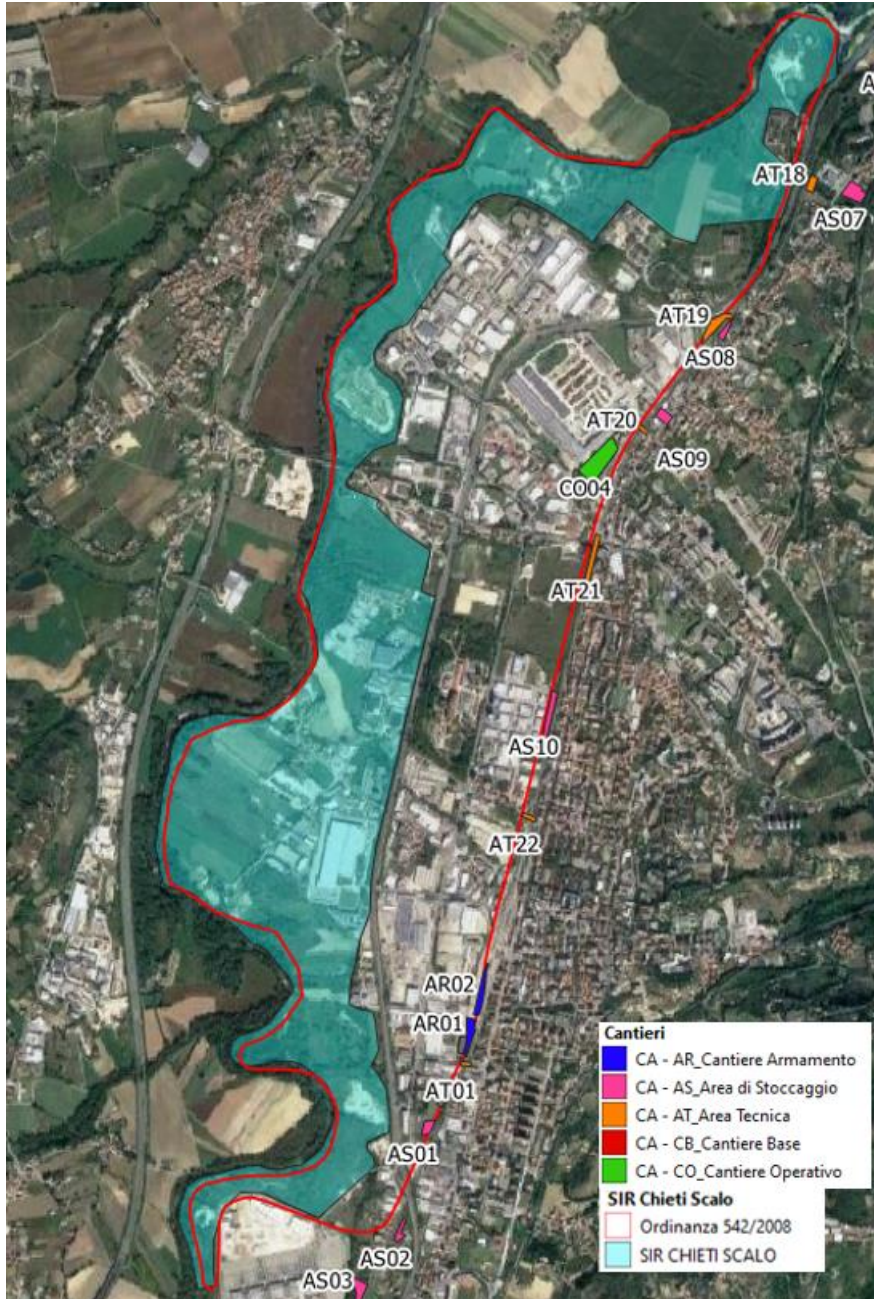 A
AT18
AS07
AT19
AS08
AT20
AS09
CO04
AT21
AS10
AT22
AR02
AR01
AT01
AS01
AS02
AS03
Cantieri
CA - AR_Cantiere Armamento
CA - AS_Area di Stoccaggio
CA - AT_Area Tecnica
CA - CB_Cantiere Base
CA - CO_Cantiere Operativo
SIR Chieti Scalo
Ordinanza 542/2008
SIR CHIETI SCALO